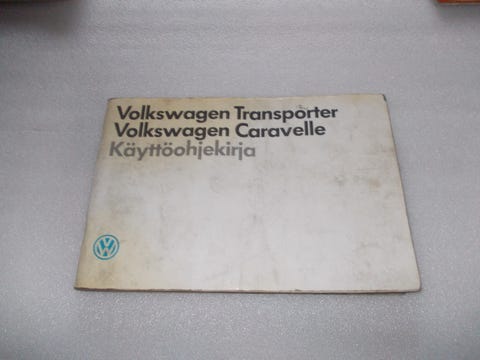 Volkswagen Transporter
Volkswagen Caravelle
Käyttöohjekirja
VW